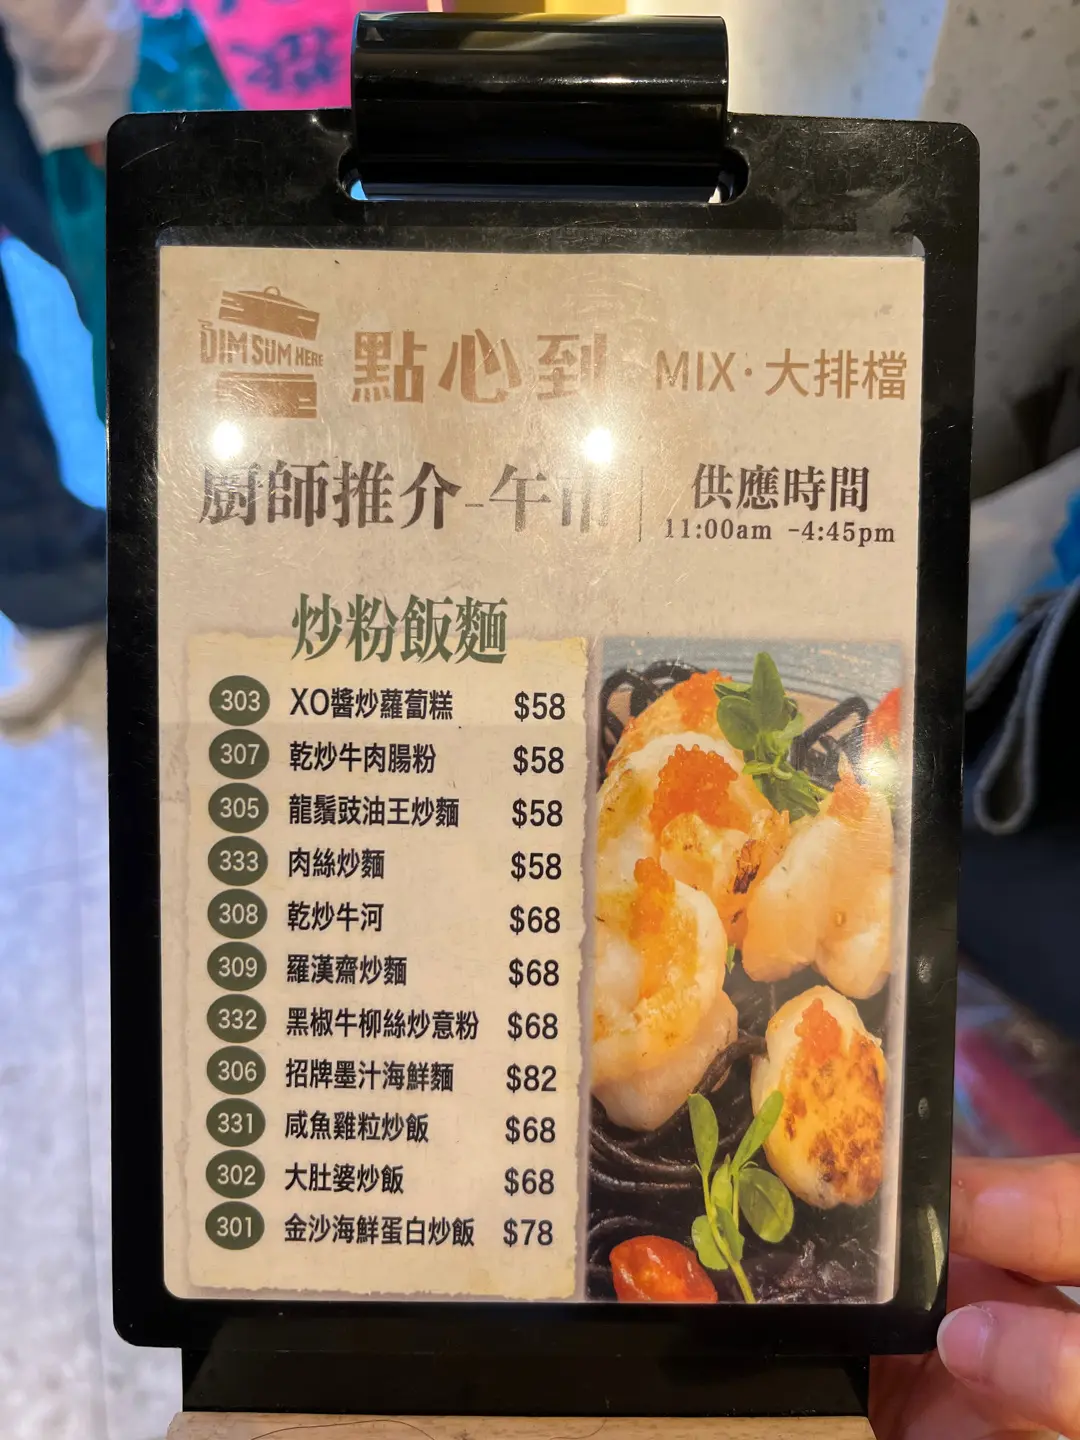 DIM SUM HERE
點心到 MIX·大排檔
廚師推介-午市
供應時間
11:00am -4:45pm
炒粉飯麵
303 XO醬炒蘿蔔糕 $58
307 乾炒牛肉腸粉 $58
305 龍鬚豉油王炒麵 $58
333 肉絲炒麵 $58
308 乾炒牛河 $68
309 羅漢齋炒麵 $68
332 黑椒牛柳絲炒意粉 $68
306 招牌墨汁海鮮麵 $82
331 咸魚雞粒炒飯 $68
302 大肚婆炒飯 $68
301 金沙海鮮蛋白炒飯 $78